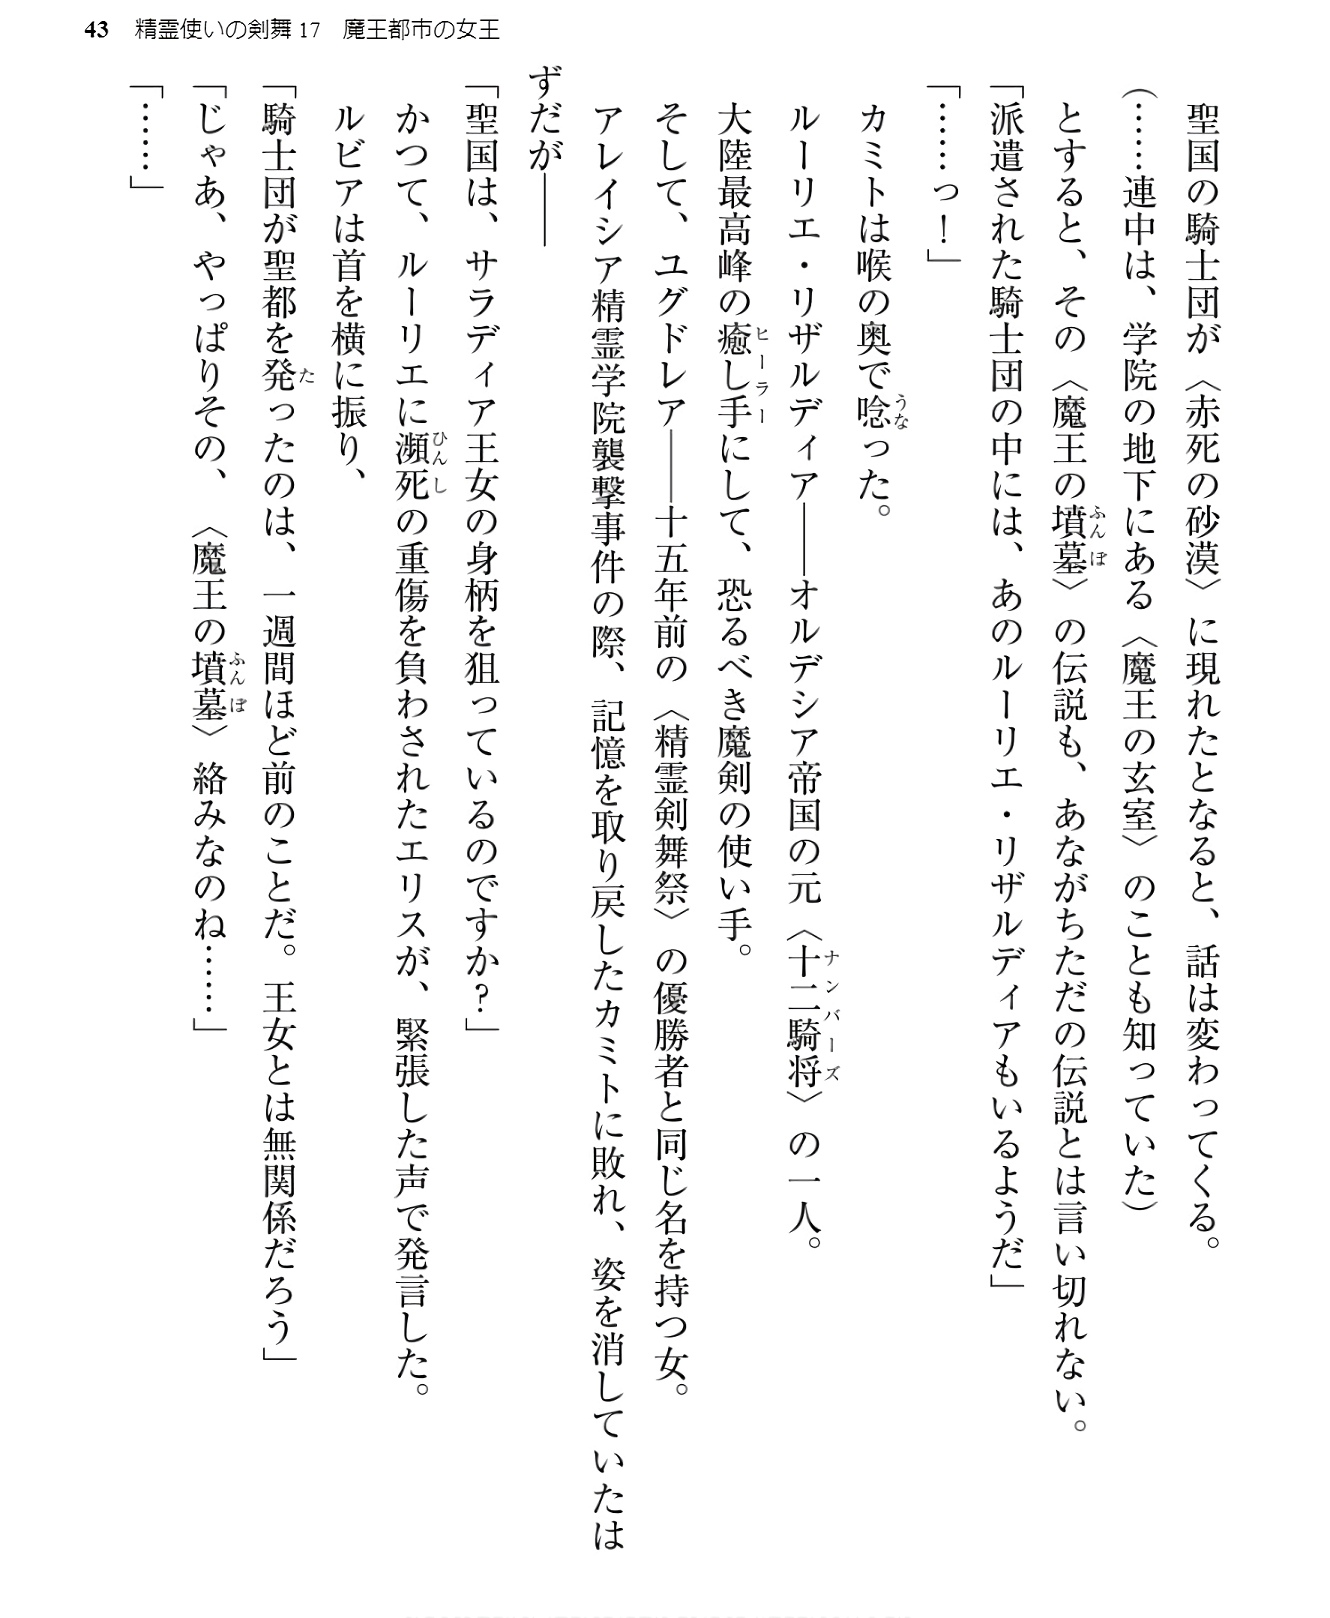 43 精霊使いの剣舞17 魔王都市の女王
聖国の騎士団が〈赤死の砂漠〉に現れたとなると、話は変わってくる。
(……連中は、学院の地下にある〈魔王の玄室〉のことも知っていた)
とすると、その〈魔王の墳墓〉の伝説も、あながちただの伝説とは言い切れない。
「派遣された騎士団の中には、あのルーリエ・リザルディアもいるようだ」
「……っ！」
カミトは喉の奥で唸った。
ルーリエ・リザルディア――オルデシア帝国の元〈十二騎将〉の一人。
大陸最高峰の癒し手にして、恐るべき魔剣の使い手。
そして、ユグドレア――十五年前の〈精霊剣舞祭〉の優勝者と同じ名を持つ女。
アレイシア精霊学院襲撃事件の際、記憶を取り戻したカミトに敗れ、姿を消していたは
ずだが――
「聖国は、サラディア王女の身柄を狙っているのですか？」
かつて、ルーリエに瀕死の重傷を負わされたエリスが、緊張した声で発言した。
ルビアは首を横に振り、
「騎士団が聖都を発ったのは、一週間ほど前のことだ。王女とは無関係だろう」
「じゃあ、やっぱりその、〈魔王の墳墓〉絡みなのね……」
「……」